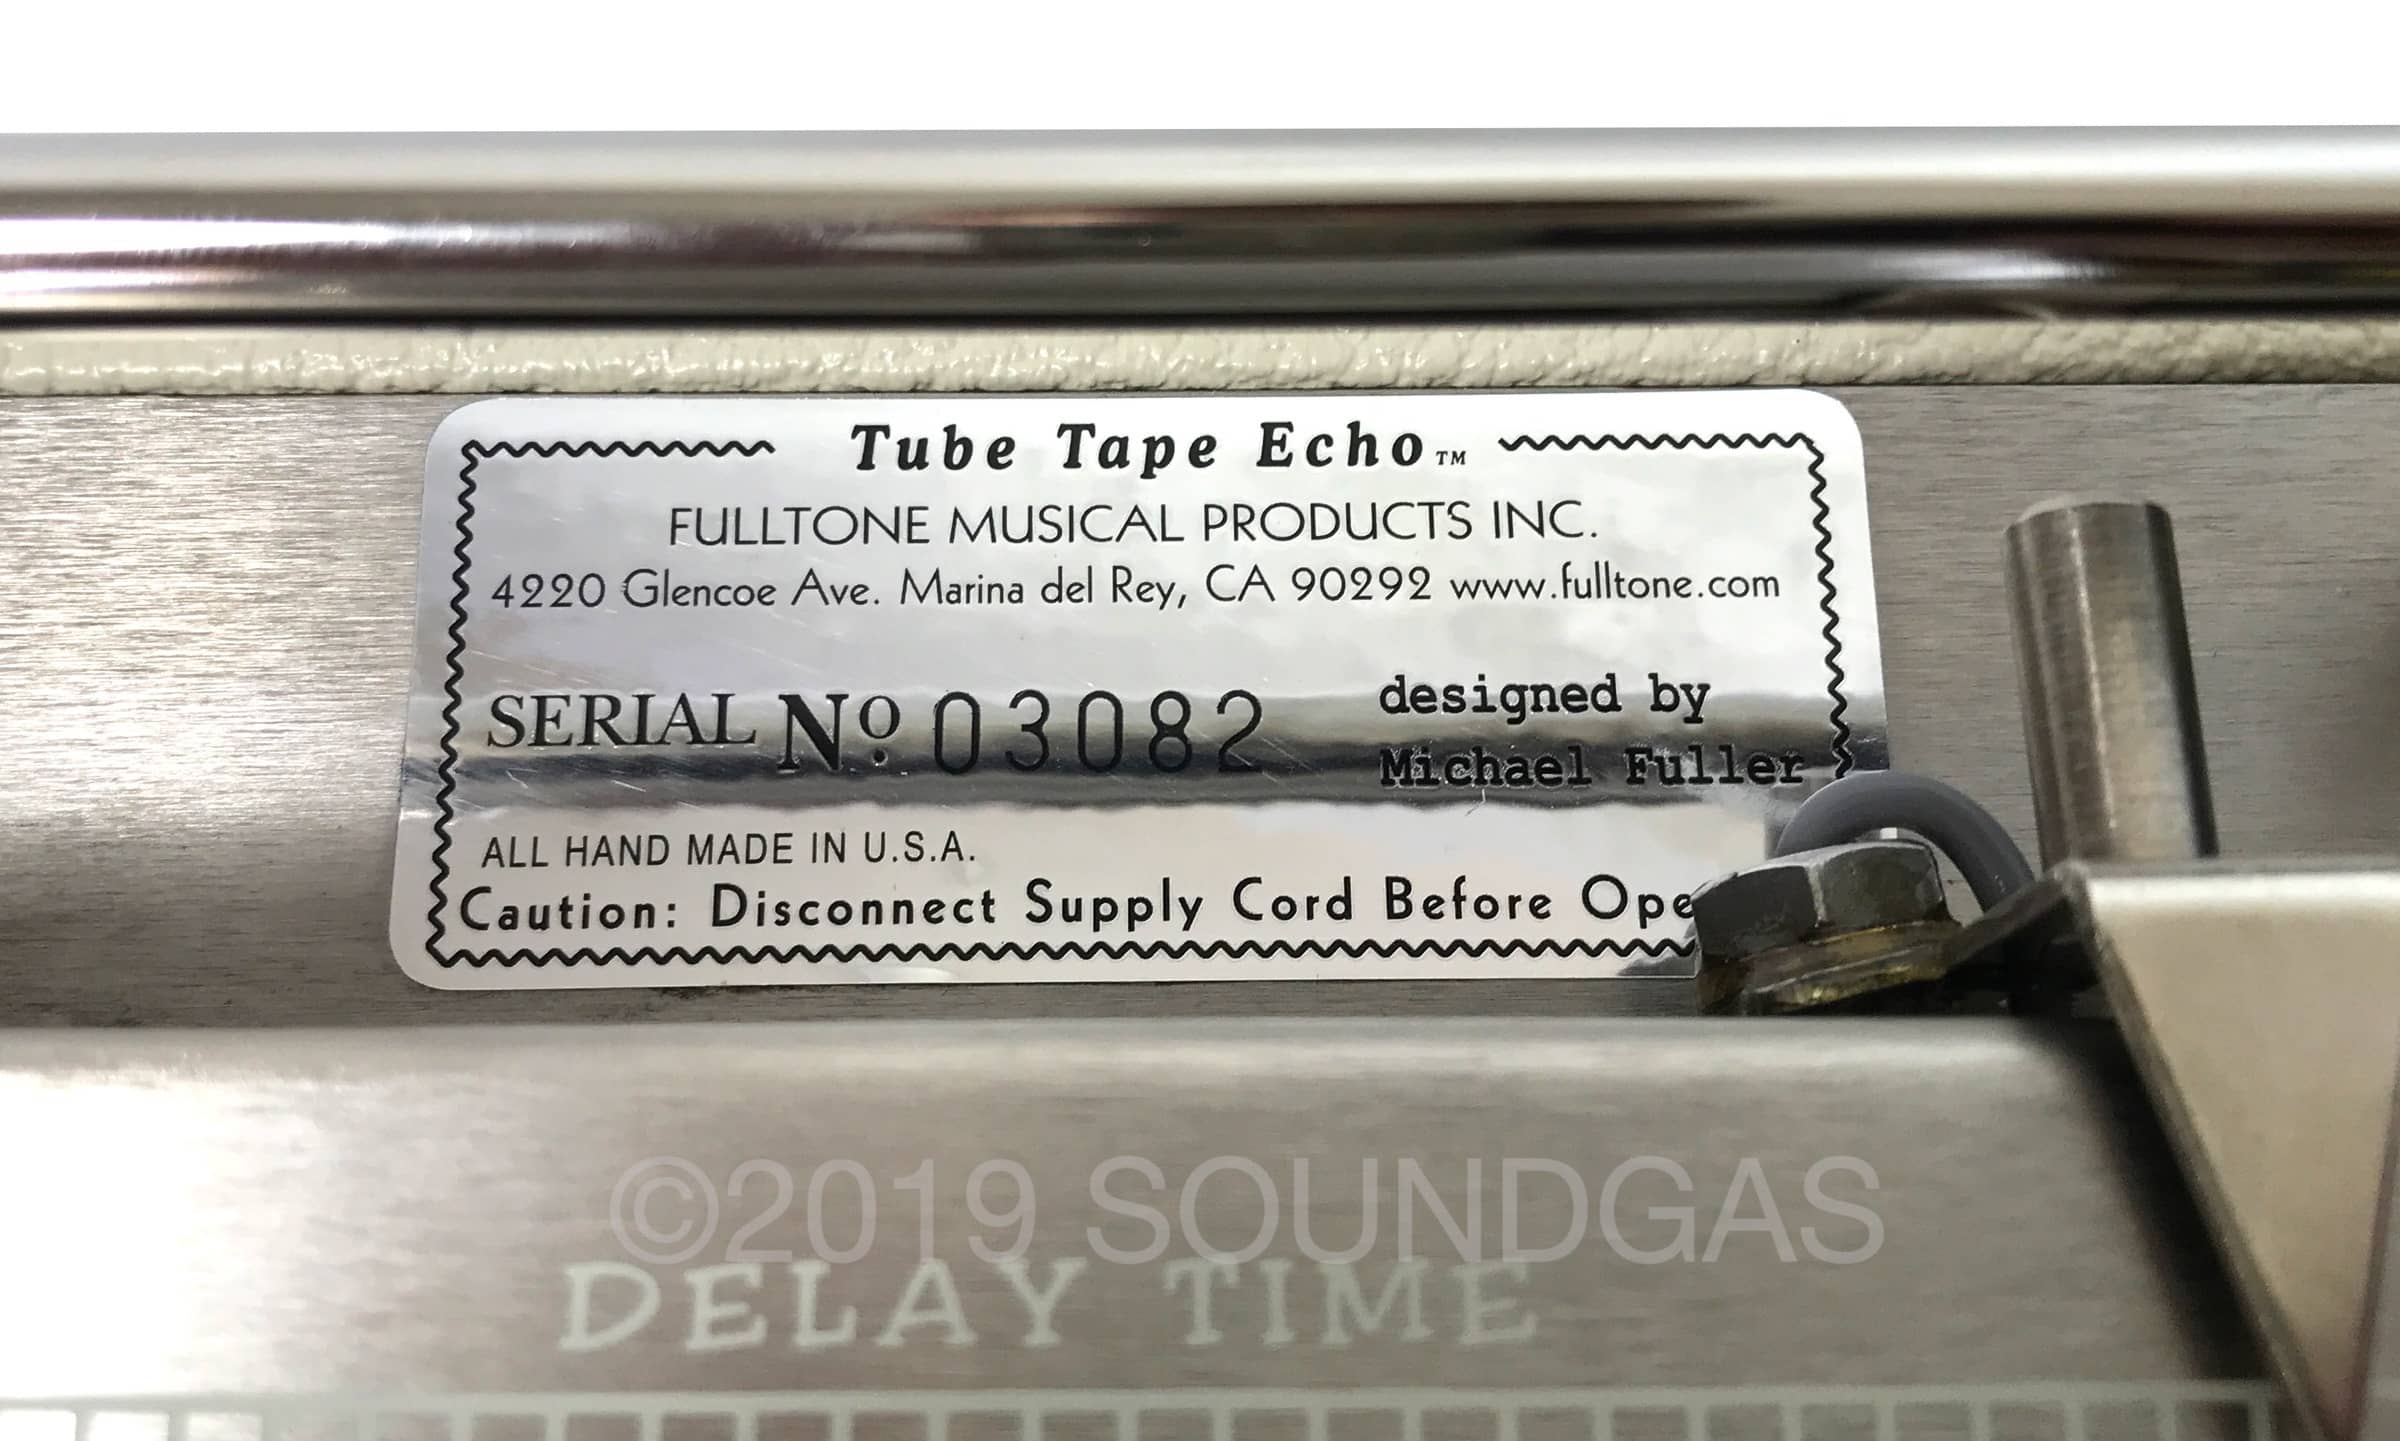 Tube Tape Echo™
FULLTONE MUSICAL PRODUCTS INC.
4220 Glencoe Ave. Marina del Rey, CA 90292 www.fulltone.com
SERIAL Nº 03082
designed by
Michael Fuller
ALL HAND MADE IN U.S.A.
Caution: Disconnect Supply Cord Before Ope
©2019 SOUNDGAS
DELAY TIME